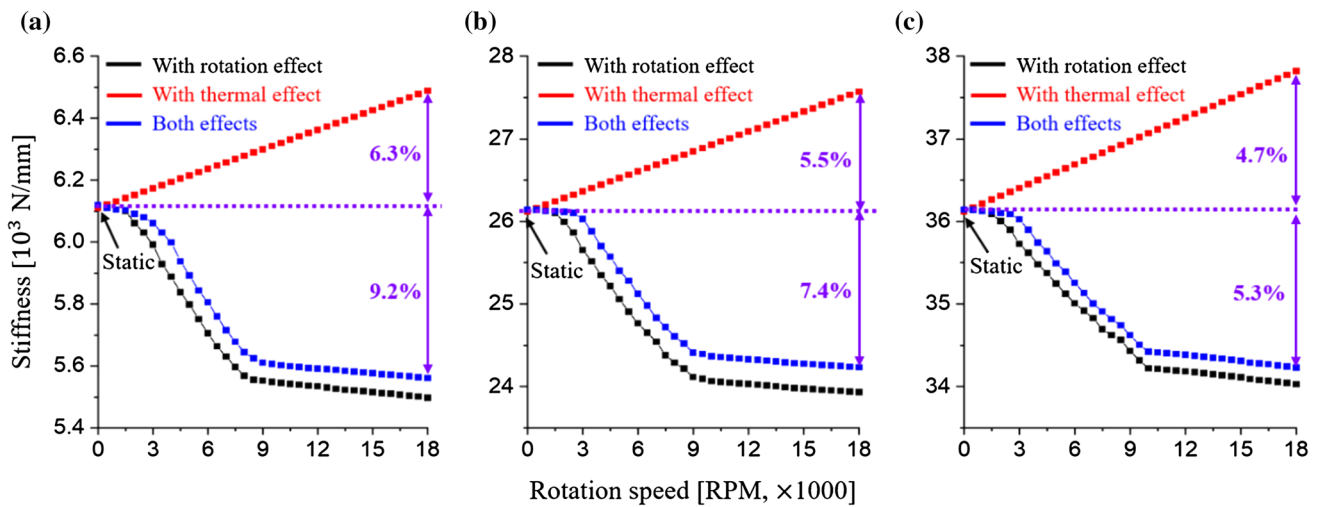 (a)
6.6
6.4
6.2
6.0
5.8
5.6
5.4
With rotation effect
With thermal effect
Both effects
6.3%
Static
9.2%
0 3 6 9 12 15 18
(b)
28
27
26
25
24
With rotation effect
With thermal effect
Both effects
5.5%
Static
7.4%
0 3 6 9 12 15 18
(c)
38
37
36
35
34
With rotation effect
With thermal effect
Both effects
4.7%
Static
5.3%
0 3 6 9 12 15 18
Stiffness [10³ N/mm]
Rotation speed [RPM, ×1000]